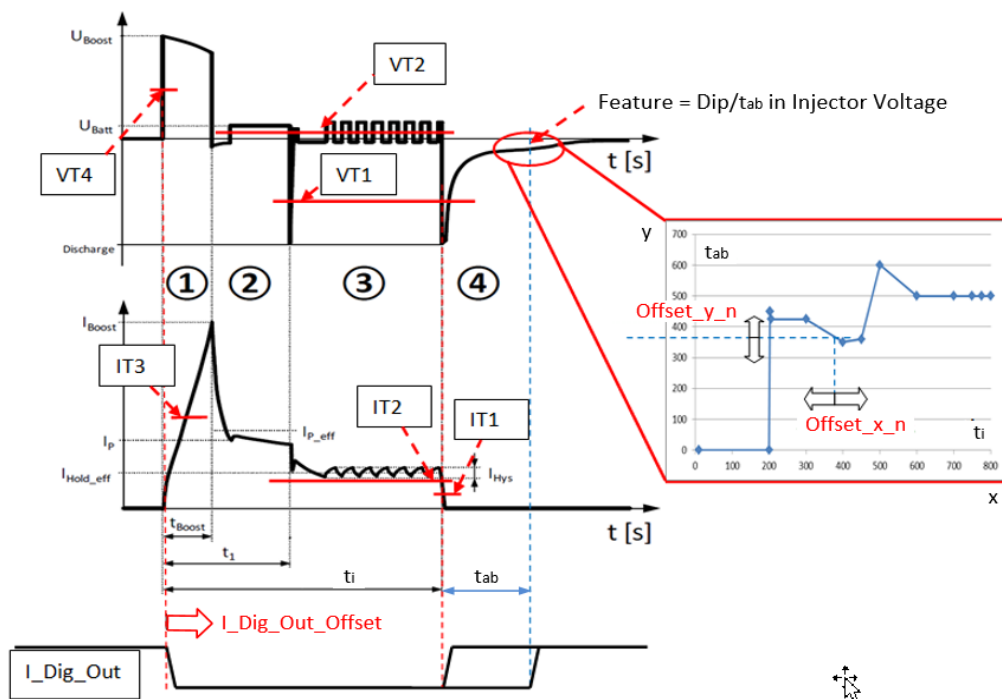 U_Boost
VT2
Feature = Dip/tab in Injector Voltage
U_Batt
t [s]
VT4
VT1
Discharge
① ② ③ ④
y
700
tab
600
500
Offset_y_n
400
300
200
Offset_x_n
100
ti
0
0 100 200 300 400 500 600 700 800
x
I_Boost
IT3
IT2
IT1
I_P_eff
I_P
I_Hold_eff
I_Hys
t_Boost
t [s]
t_1
ti
tab
I_Dig_Out_Offset
I_Dig_Out